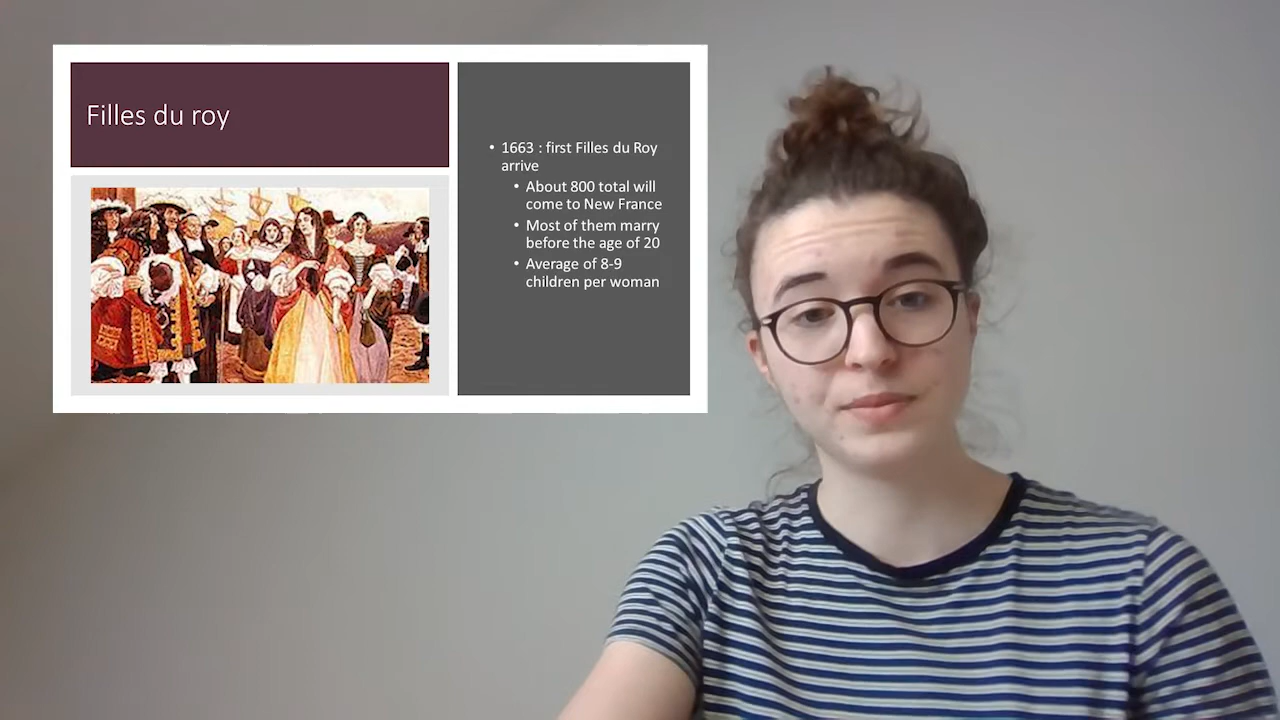 Filles du roy
• 1663 : first Filles du Roy
arrive
• About 800 total will
come to New France
• Most of them marry
before the age of 20
• Average of 8-9
children per woman